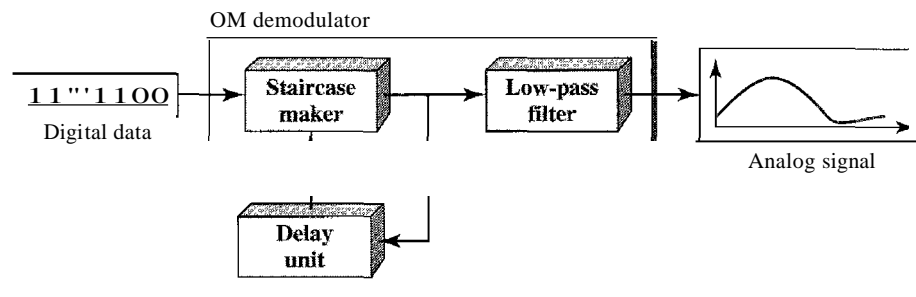 OM demodulator
Staircase
maker
Low-pass
filter
11"'1100
Digital data
Analog signal
Delay
unit